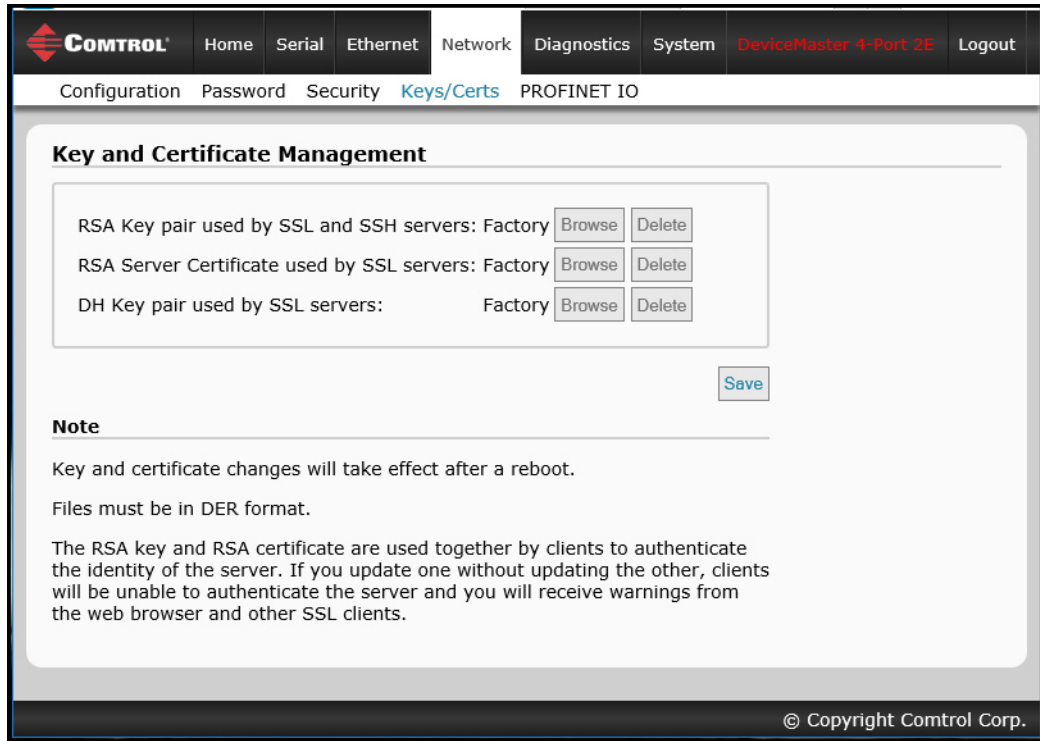 COMTROL® Home Serial Ethernet Network Diagnostics System DeviceMaster 4-Port 2E Logout
Configuration Password Security Keys/Certs PROFINET IO
Key and Certificate Management
RSA Key pair used by SSL and SSH servers: Factory Browse Delete
RSA Server Certificate used by SSL servers: Factory Browse Delete
DH Key pair used by SSL servers: Factory Browse Delete
Save
Note
Key and certificate changes will take effect after a reboot.
Files must be in DER format.
The RSA key and RSA certificate are used together by clients to authenticate
the identity of the server. If you update one without updating the other, clients
will be unable to authenticate the server and you will receive warnings from
the web browser and other SSL clients.
© Copyright Comtrol Corp.